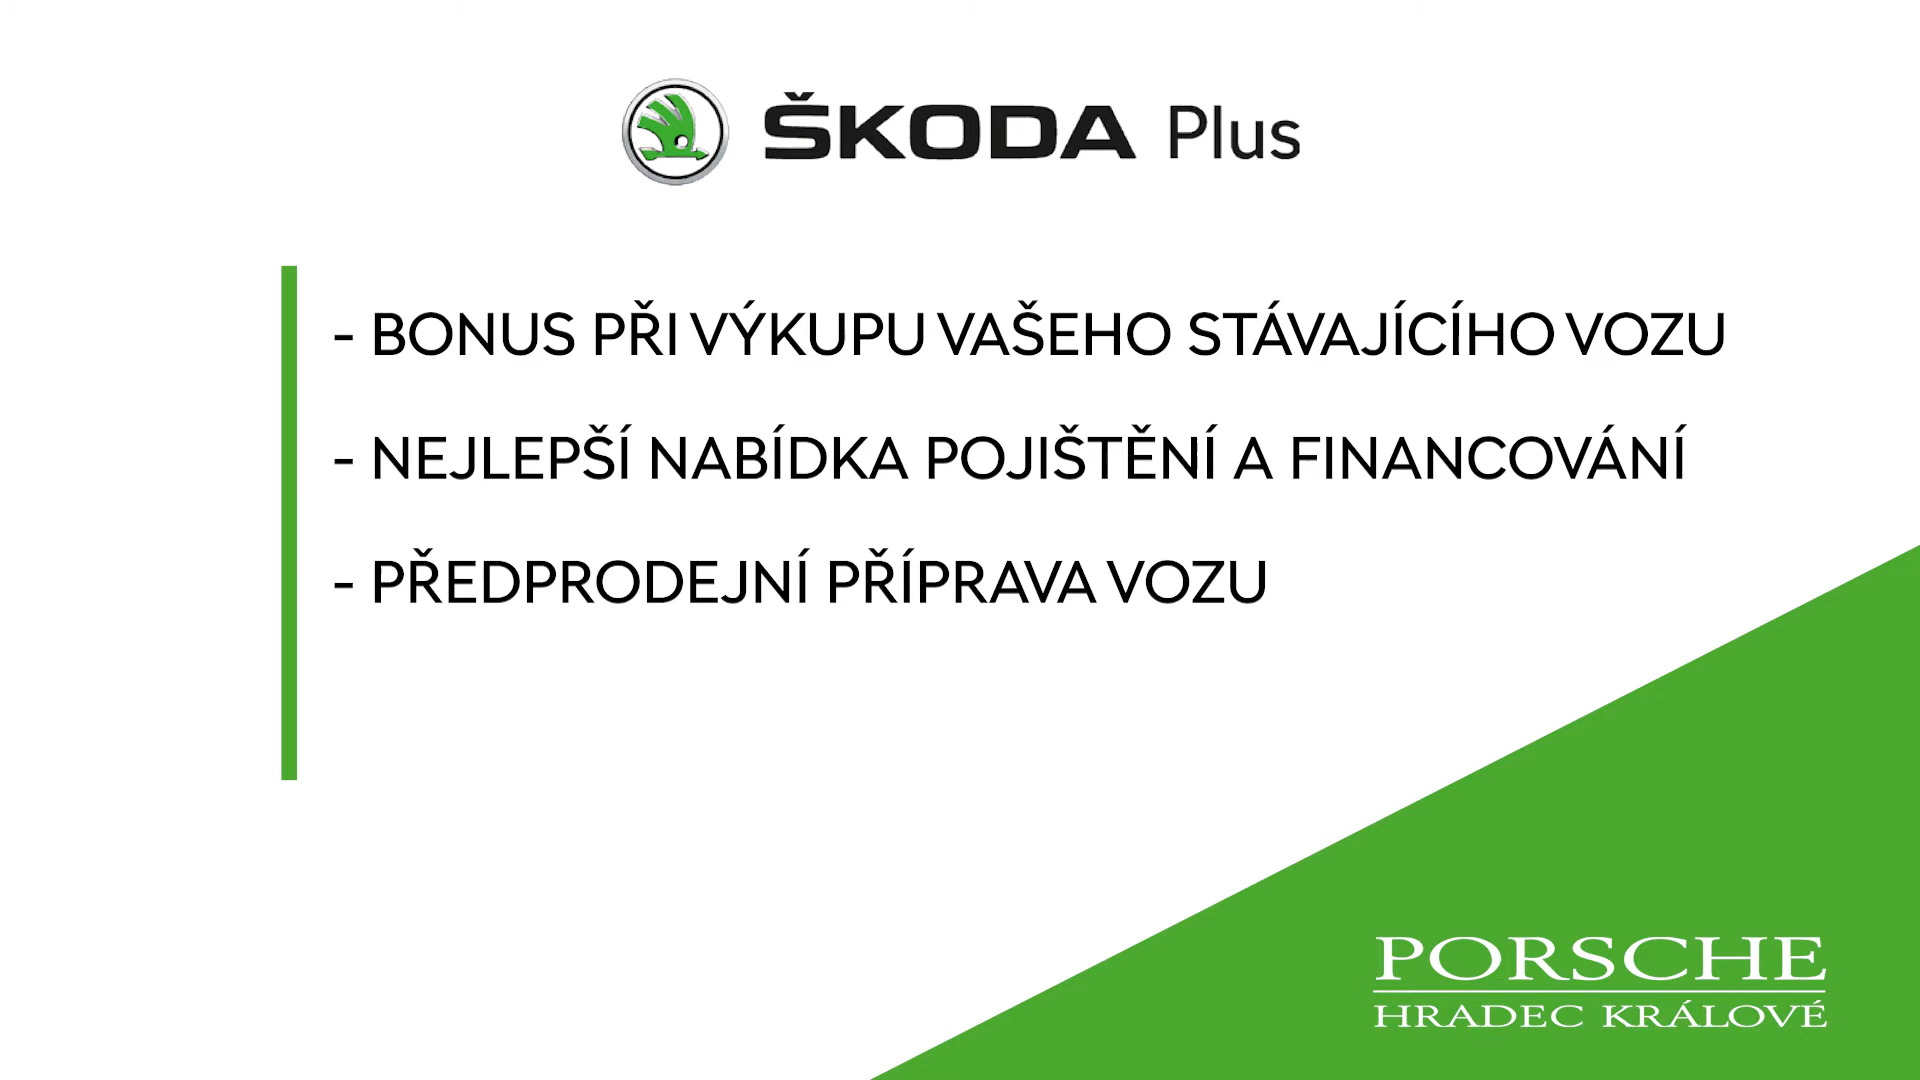 ŠKODA Plus
- BONUS PŘI VÝKUPU VAŠEHO STÁVAJÍCÍHO VOZU
- NEJLEPŠÍ NABÍDKA POJIŠTĚNÍ A FINANCOVÁNÍ
- PŘEDPRODEJNÍ PŘÍPRAVA VOZU
PORSCHE
HRADEC KRÁLOVÉ